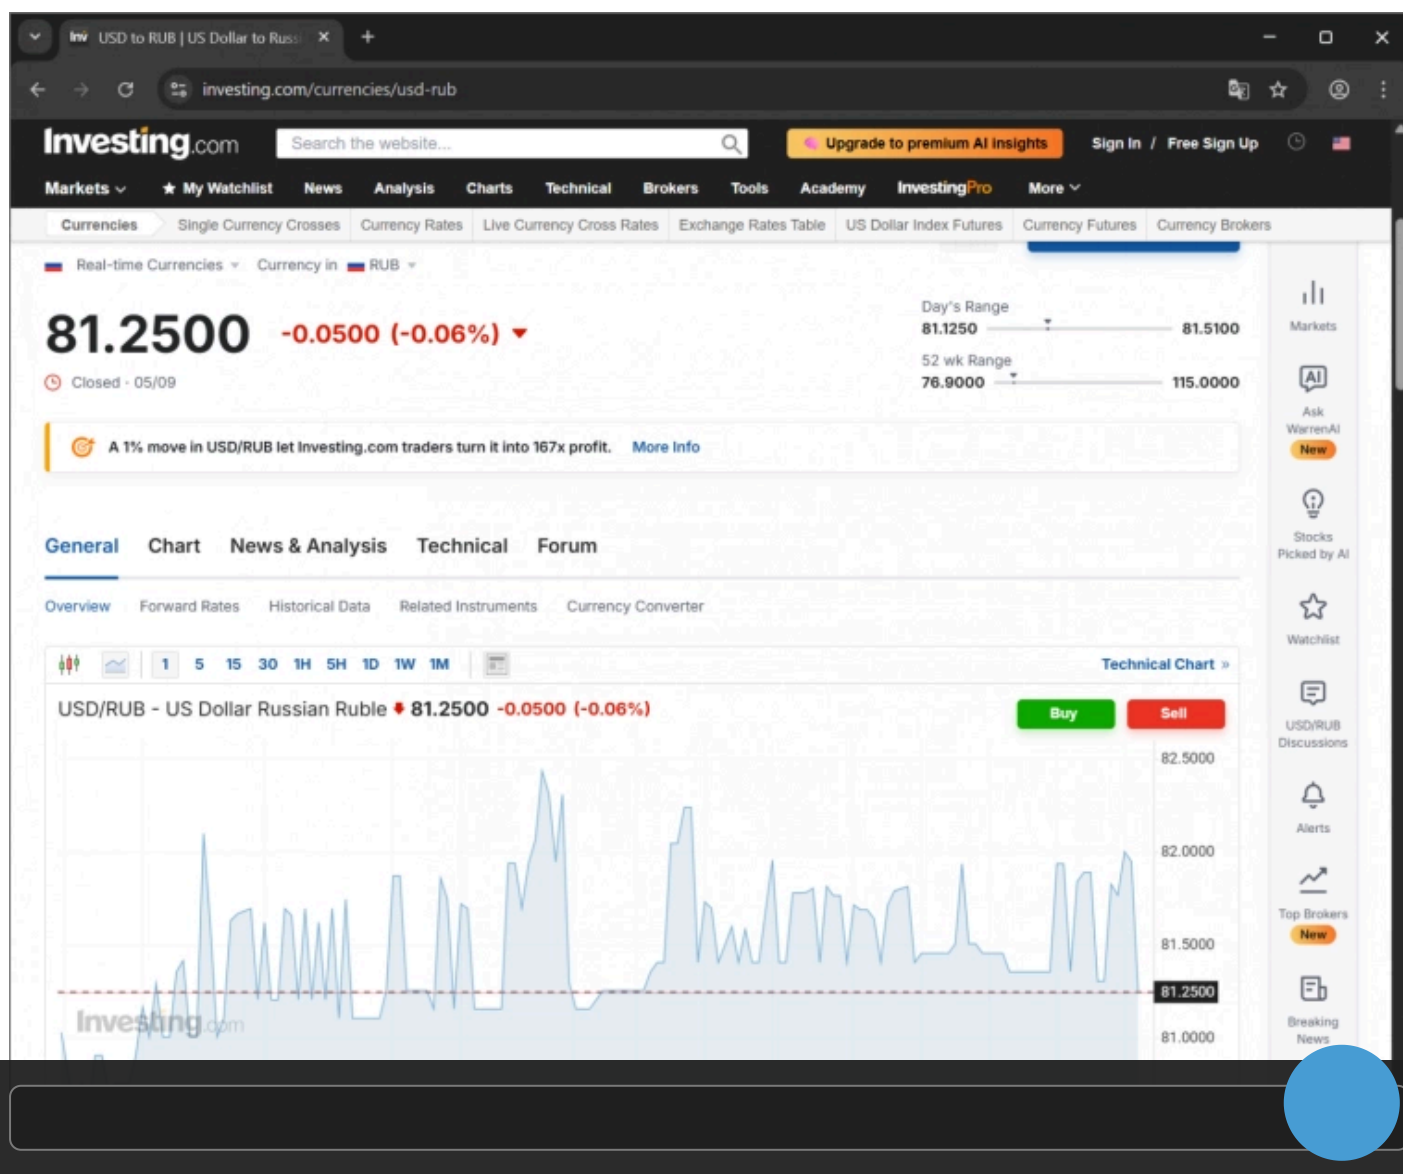 Inv USD to RUB | US Dollar to Russ
investing.com/currencies/usd-rub
Investing.com
Search the website...
Upgrade to premium AI insights
Sign In / Free Sign Up
Markets My Watchlist News Analysis Charts Technical Brokers Tools Academy InvestingPro More
Currencies Single Currency Crosses Currency Rates Live Currency Cross Rates Exchange Rates Table US Dollar Index Futures Currency Futures Currency Brokers
Real-time Currencies Currency in RUB
81.2500 -0.0500 (-0.06%)
Closed · 05/09
Day's Range
81.1250 81.5100
52 wk Range
76.9000 115.0000
A 1% move in USD/RUB let Investing.com traders turn it into 167x profit. More Info
General Chart News & Analysis Technical Forum
Overview Forward Rates Historical Data Related Instruments Currency Converter
1 5 15 30 1H 5H 1D 1W 1M
Technical Chart »
USD/RUB - US Dollar Russian Ruble 81.2500 -0.0500 (-0.06%)
Buy Sell
82.5000
82.0000
81.5000
81.2500
81.0000
Investing.com
Markets
AI
Ask
WarrenAI
New
Stocks
Picked by AI
Watchlist
USD/RUB
Discussions
Alerts
Top Brokers
New
Breaking
News